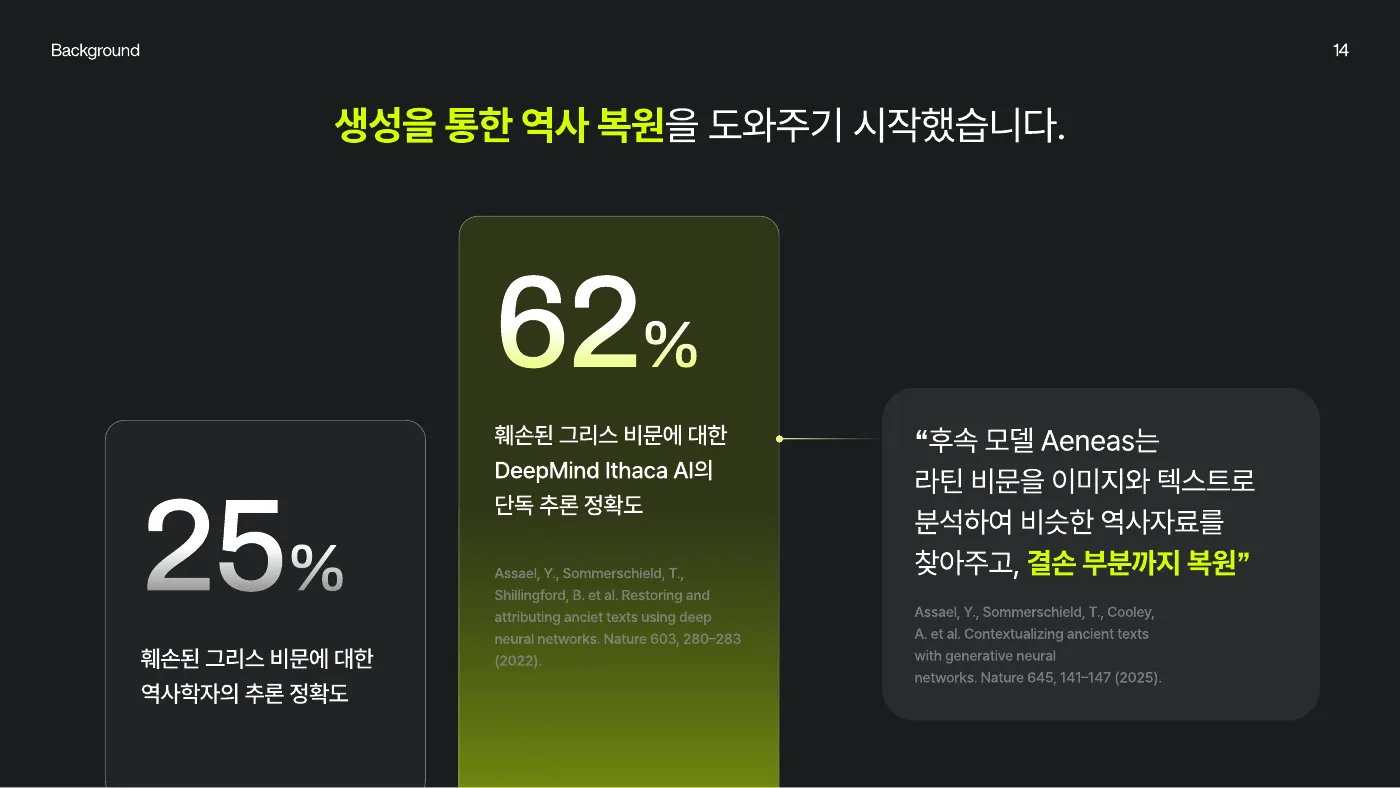 Background
14
생성을 통한 역사 복원을 도와주기 시작했습니다.
25%
훼손된 그리스 비문에 대한
역사학자의 추론 정확도
62%
훼손된 그리스 비문에 대한
DeepMind Ithaca AI의
단독 추론 정확도
Assael, Y., Sommerschield, T.,
Shillingford, B. et al. Restoring and
attributing anciet texts using deep
neural networks. Nature 603, 280–283
(2022).
“후속 모델 Aeneas는
라틴 비문을 이미지와 텍스트로
분석하여 비슷한 역사자료를
찾아주고, 결손 부분까지 복원”
Assael, Y., Sommerschield, T., Cooley,
A. et al. Contextualizing ancient texts
with generative neural
networks. Nature 645, 141–147 (2025).